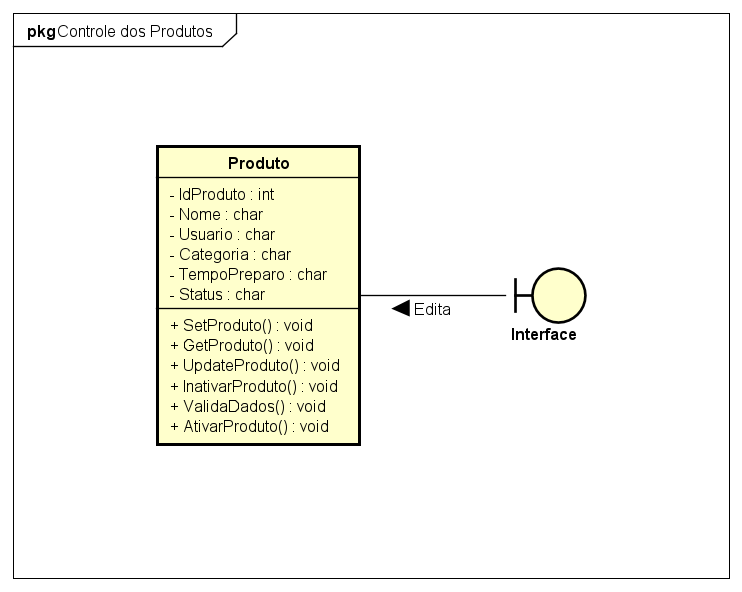 pkg Controle dos Produtos
Produto
- IdProduto : int
- Nome : char
- Usuario : char
- Categoria : char
- TempoPreparo : char
- Status : char
+ SetProduto() : void
+ GetProduto() : void
+ UpdateProduto() : void
+ InativarProduto() : void
+ ValidaDados() : void
+ AtivarProduto() : void
Edita
Interface